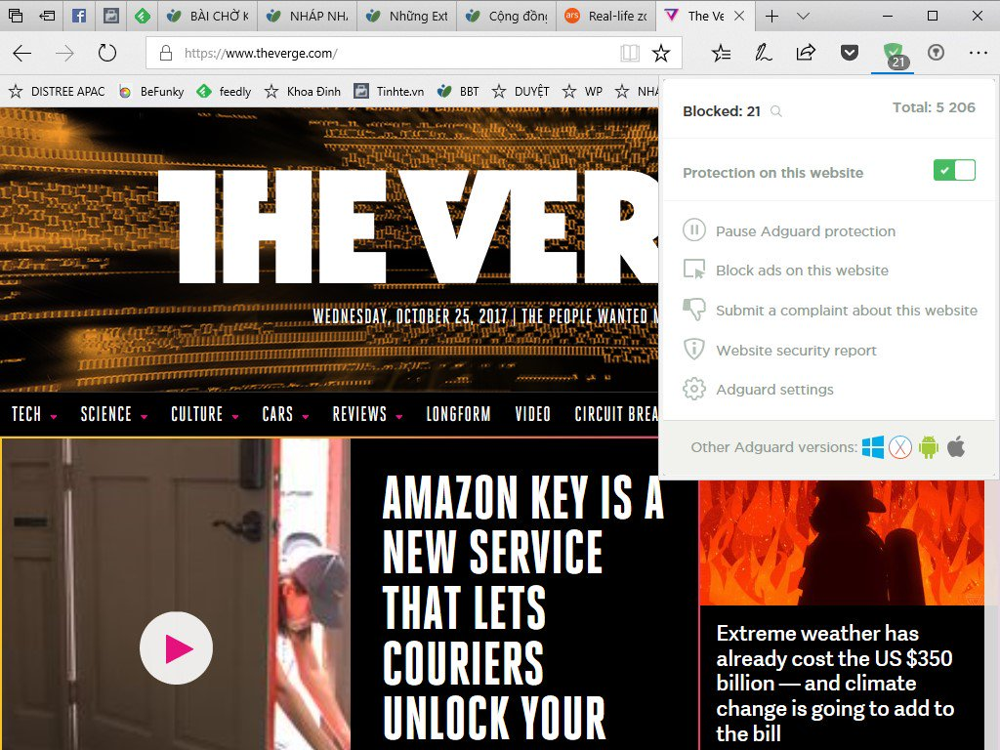 BÀI CHỜ K
NHÁP NHA
Những Ext
Cộng đồng
ars Real-life zo
The Ve
https://www.theverge.com/
21
DISTREE APAC BeFunky feedly Khoa Đinh Tinhte.vn BBT DUYỆT WP NHÁ
Blocked: 21 Total: 5 206
Protection on this website
Pause Adguard protection
Block ads on this website
Submit a complaint about this website
Website security report
Adguard settings
Other Adguard versions:
THE VER
WEDNESDAY, OCTOBER 25, 2017 | THE PEOPLE WANTED M
TECH SCIENCE CULTURE CARS REVIEWS LONGFORM VIDEO CIRCUIT BREA
AMAZON KEY IS A
NEW SERVICE
THAT LETS
COURIERS
UNLOCK YOUR
Extreme weather has
already cost the US $350
billion — and climate
change is going to add to
the bill